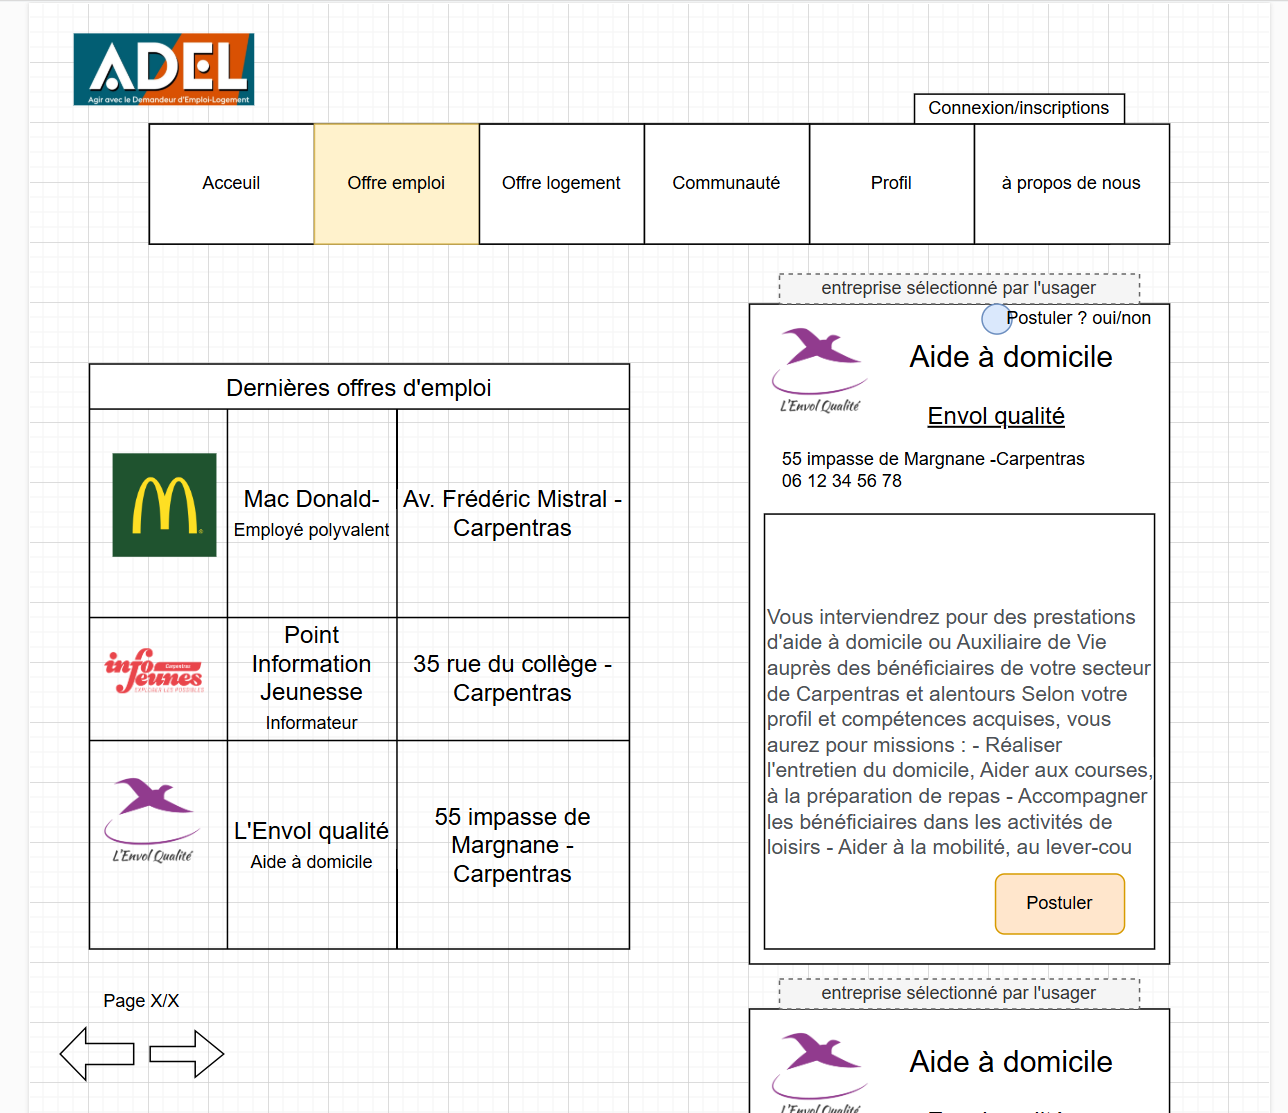 ADEL
Agir avec le Demandeur d'Emploi-Logement
Connexion/inscriptions
Acceuil
Offre emploi
Offre logement
Communauté
Profil
à propos de nous
Dernières offres d'emploi
Mac Donald-
Employé polyvalent
Av. Frédéric Mistral -
Carpentras
Carpentras
info
Jeunes
EXPLORER LES POSSIBLES
Point
Information
Jeunesse
Informateur
35 rue du collège -
Carpentras
L'Envol Qualité
L'Envol qualité
Aide à domicile
55 impasse de
Margnane -
Carpentras
Page X/X
entreprise sélectionné par l'usager
Postuler ? oui/non
L'Envol Qualité
Aide à domicile
Envol qualité
55 impasse de Margnane -Carpentras
06 12 34 56 78
Vous interviendrez pour des prestations
d'aide à domicile ou Auxiliaire de Vie
auprès des bénéficiaires de votre secteur
de Carpentras et alentours Selon votre
profil et compétences acquises, vous
aurez pour missions : - Réaliser
l'entretien du domicile, Aider aux courses,
à la préparation de repas - Accompagner
les bénéficiaires dans les activités de
loisirs - Aider à la mobilité, au lever-cou
Postuler
entreprise sélectionné par l'usager
L'Envol Qualité
Aide à domicile